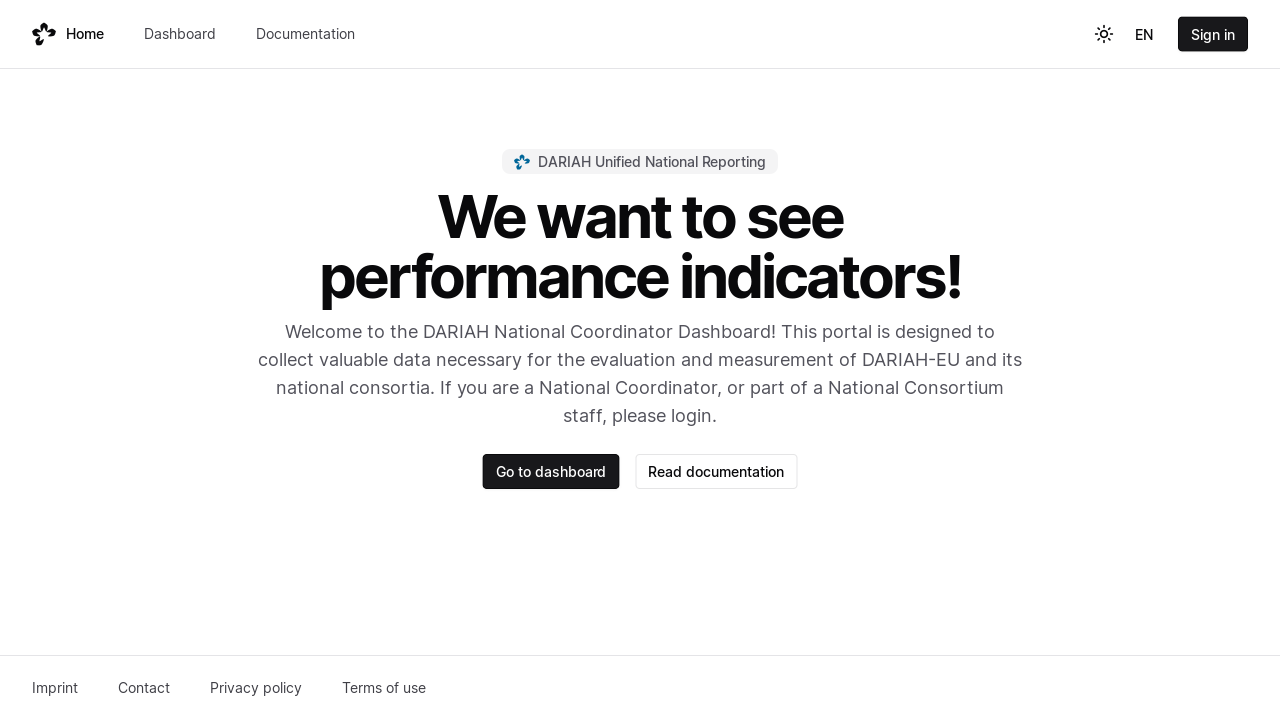 Home
Dashboard
Documentation
EN
Sign in
DARIAH Unified National Reporting
We want to see
performance indicators!
Welcome to the DARIAH National Coordinator Dashboard! This portal is designed to
collect valuable data necessary for the evaluation and measurement of DARIAH-EU and its
national consortia. If you are a National Coordinator, or part of a National Consortium
staff, please login.
Go to dashboard
Read documentation
Imprint
Contact
Privacy policy
Terms of use